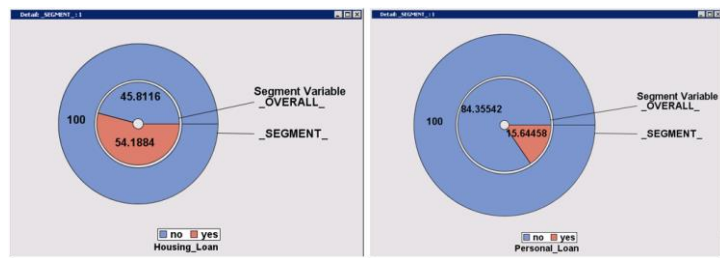 Detail: _SEGMENT_: 1
45.8116
100
54.1884
Segment Variable
_OVERALL_
_SEGMENT_
no yes
Housing_Loan
Detail: _SEGMENT_: 1
84.35542
100
15.64458
Segment Variable
_OVERALL_
_SEGMENT_
no yes
Personal_Loan